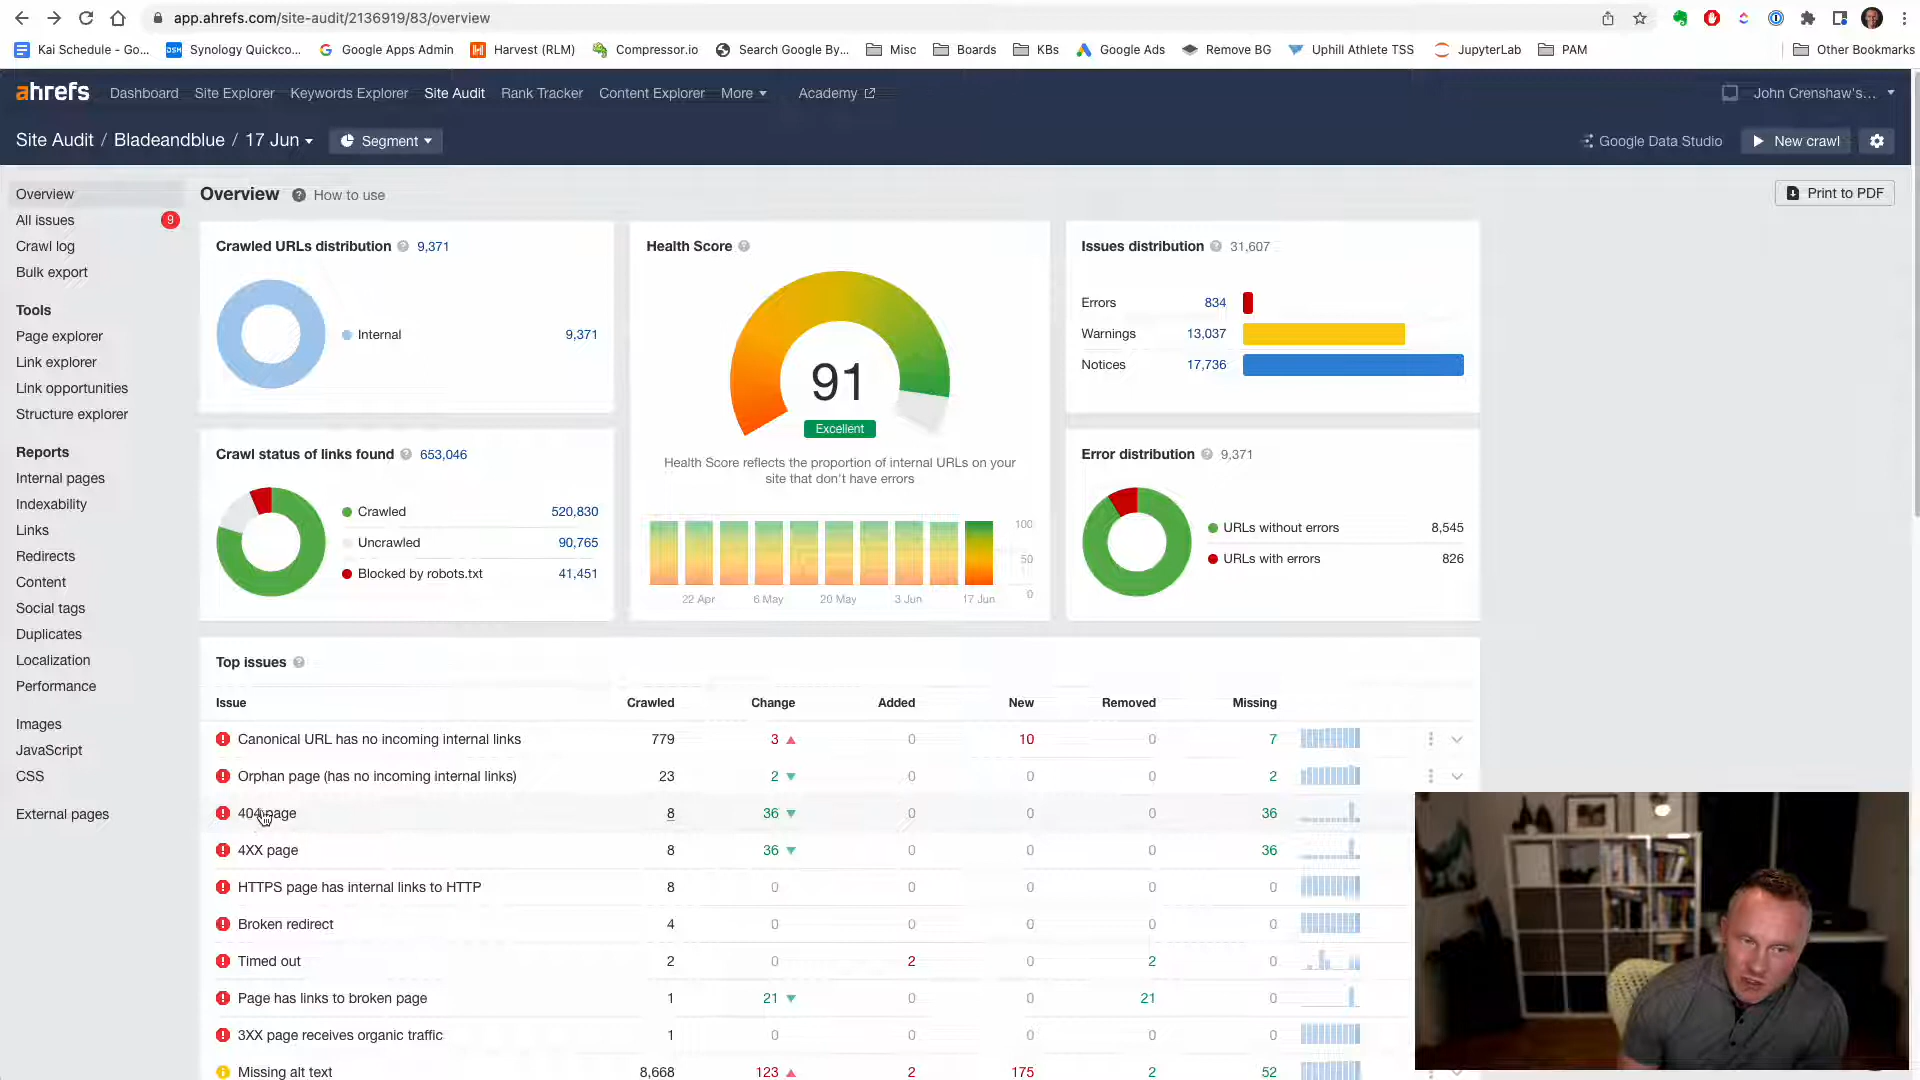 app.ahrefs.com/site-audit/2136919/83/overview
Kai Schedule - Go... Synology Quickco... Google Apps Admin Harvest (RLM) Compressor.io Search Google By... Misc Boards KBs Google Ads Remove BG Uphill Athlete TSS JupyterLab PAM Other Bookmarks
ahrefs Dashboard Site Explorer Keywords Explorer Site Audit Rank Tracker Content Explorer More Academy John Crenshaw's...
Site Audit / Bladeandblue / 17 Jun Segment Google Data Studio New crawl
Overview
All issues 9
Crawl log
Bulk export
Tools
Page explorer
Link explorer
Link opportunities
Structure explorer
Reports
Internal pages
Indexability
Links
Redirects
Content
Social tags
Duplicates
Localization
Performance
Images
JavaScript
CSS
External pages
Overview ? How to use Print to PDF
Crawled URLs distribution ? 9,371
Internal 9,371
Health Score ?
91
Excellent
Health Score reflects the proportion of internal URLs on your
site that don't have errors
100
50
0
22 Apr 6 May 20 May 3 Jun 17 Jun
Issues distribution ? 31,607
Errors 834
Warnings 13,037
Notices 17,736
Crawl status of links found ? 653,046
Crawled 520,830
Uncrawled 90,765
Blocked by robots.txt 41,451
Error distribution ? 9,371
URLs without errors 8,545
URLs with errors 826
Top issues ?
Issue Crawled Change Added New Removed Missing
Canonical URL has no incoming internal links 779 3 0 10 0 7
Orphan page (has no incoming internal links) 23 2 0 0 0 2
404 page 8 36 0 0 0 36
4XX page 8 36 0 0 0 36
HTTPS page has internal links to HTTP 8 0 0 0 0 0
Broken redirect 4 0 0 0 0 0
Timed out 2 0 2 0 2 0
Page has links to broken page 1 21 0 0 21 0
3XX page receives organic traffic 1 0 0 0 0 0
Missing alt text 8,668 123 2 175 2 52